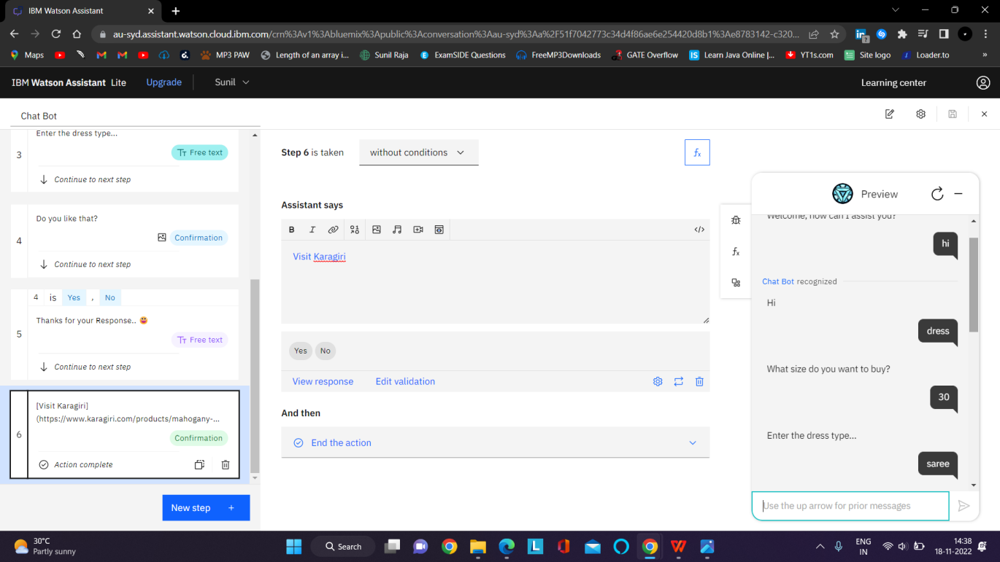 IBM Watson Assistant
au-syd.assistant.watson.cloud.ibm.com/crn%3Av1%3Abluemix%3Apublic%3Aconversation%3Aau-syd%3Aa%2F51f7042773c34d4f86ae6e254420d8b1%3Ae8783142-c320...
Maps
MP3 PAW
Length of an array i...
Sunil Raja
ExamSIDE Questions
FreeMP3Downloads
GATE Overflow
IS Learn Java Online |...
YT1s.com
Site logo
Loader.to
»
IBM Watson Assistant Lite
Upgrade
Sunil
Learning center
Chat Bot
3
Enter the dress type...
Free text
Continue to next step
4
Do you like that?
Confirmation
Continue to next step
5
4 is Yes , No
Thanks for your Response.. 😀
Free text
Continue to next step
6
[Visit Karagiri]
(https://www.karagiri.com/products/mahogany-...
Confirmation
Action complete
New step +
Step 6 is taken
without conditions
fx
Assistant says
B I
</>
Visit Karagiri
Yes No
View response
Edit validation
And then
End the action
fx
Preview
Welcome, how can I assist you?
hi
Chat Bot recognized
Hi
dress
What size do you want to buy?
30
Enter the dress type...
saree
Use the up arrow for prior messages
30°C
Partly sunny
Search
ENG
IN
14:38
18-11-2022